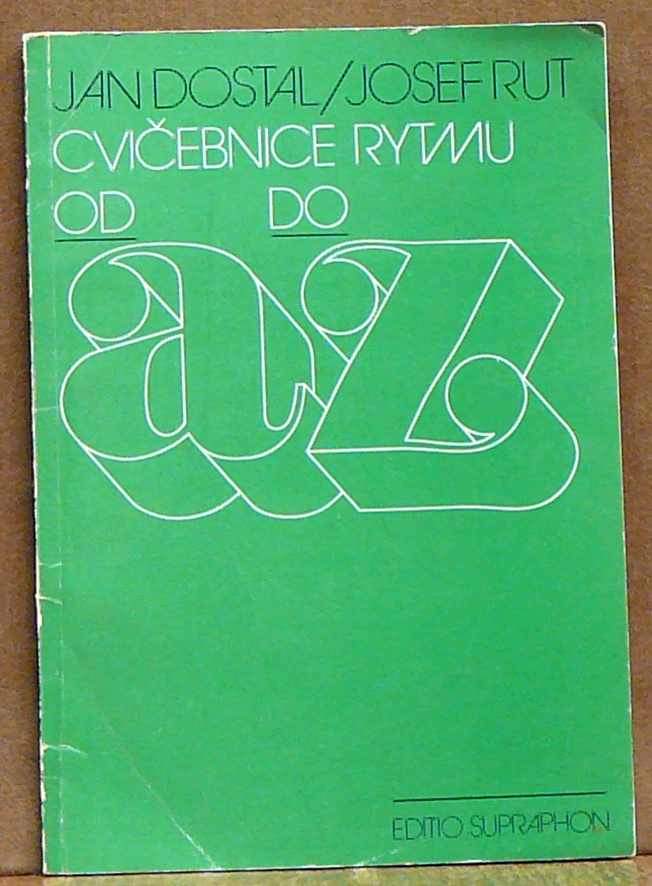 JAN DOSTAL/JOSEF RUT
CVIČEBNICE RYTMU
OD DO
az
EDITIO SUPRAPHON